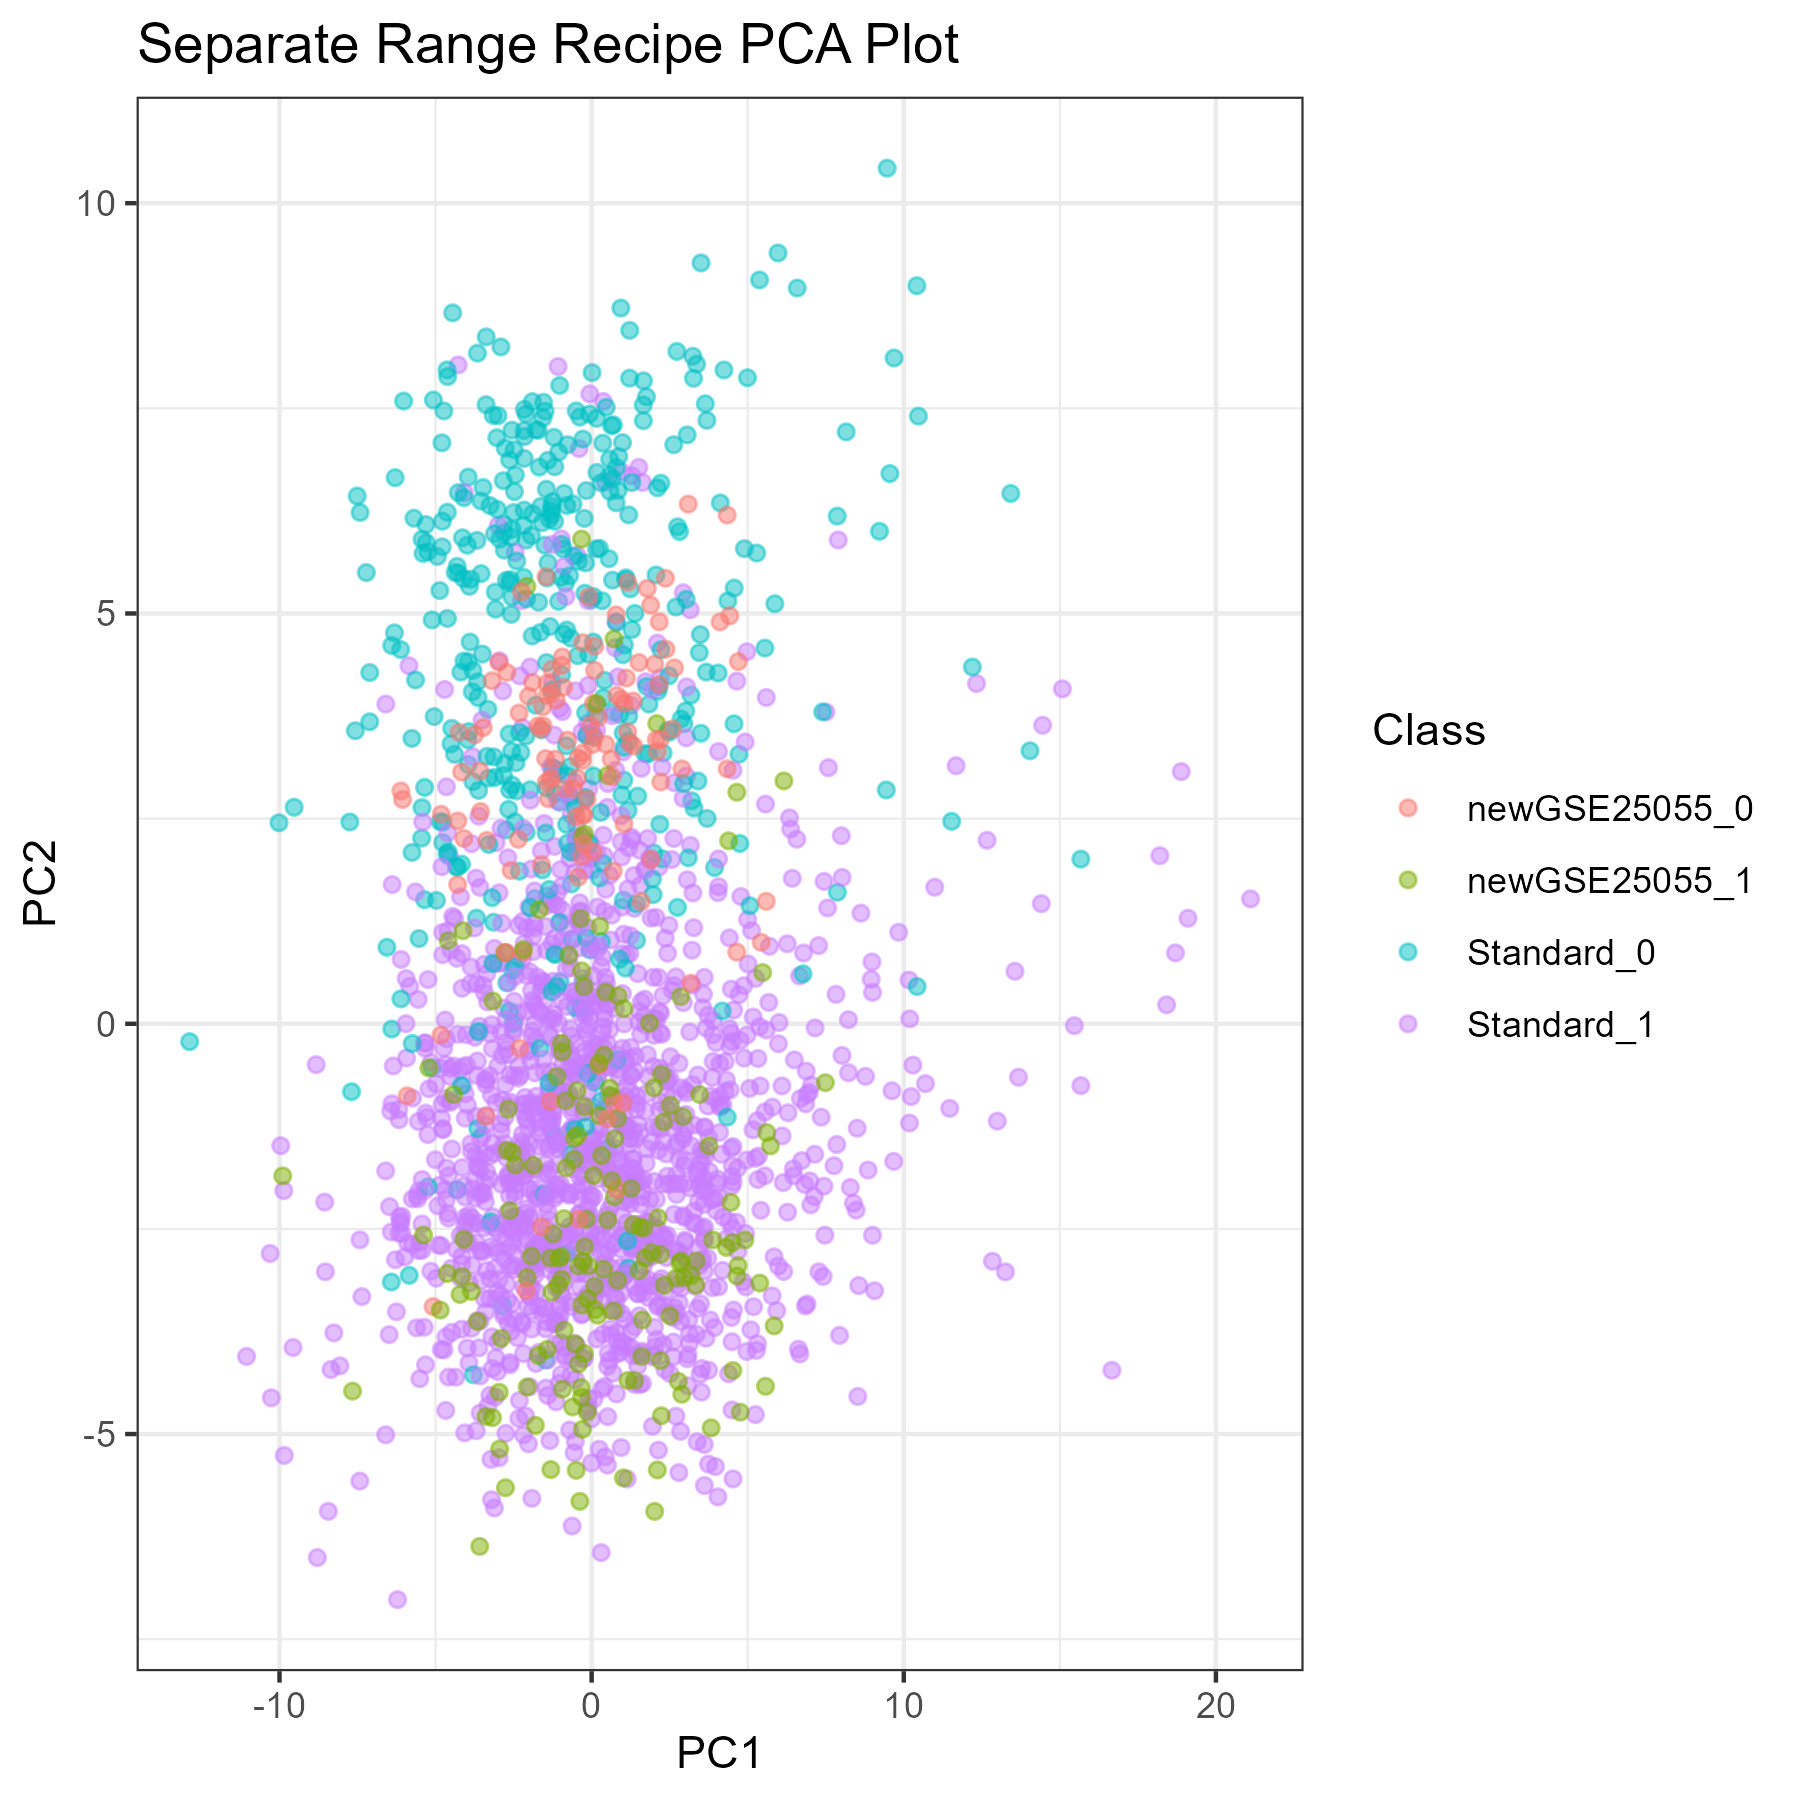 Separate Range Recipe PCA Plot
10
5
0
-5
PC2
-10
0
10
20
PC1
Class
newGSE25055_0
newGSE25055_1
Standard_0
Standard_1